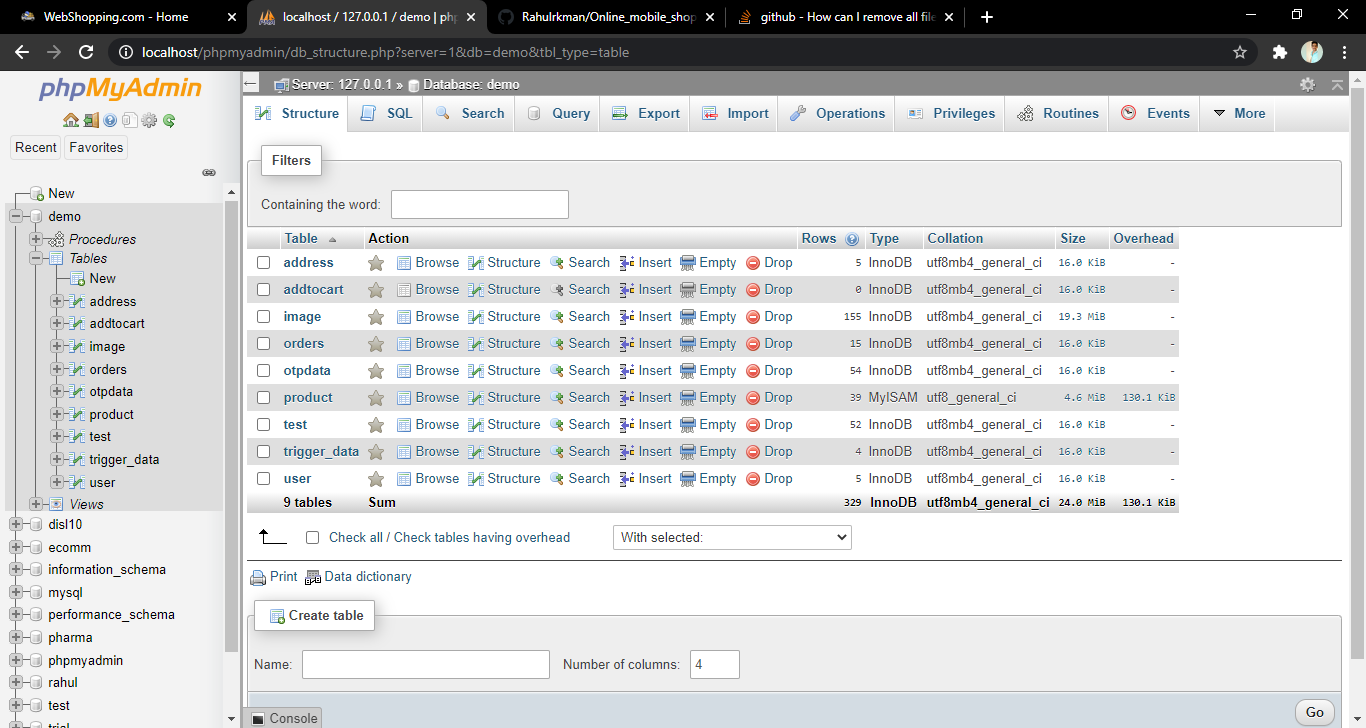 WebShopping.com - Home
localhost / 127.0.0.1 / demo | ph
Rahulrkman/Online_mobile_shop
github - How can I remove all file
localhost/phpmyadmin/db_structure.php?server=1&db=demo&tbl_type=table
phpMyAdmin
Recent Favorites
New
demo
Procedures
Tables
New
address
addtocart
image
orders
otpdata
product
test
trigger_data
user
Views
disl10
ecomm
information_schema
mysql
performance_schema
pharma
phpmyadmin
rahul
test
trial
Server: 127.0.0.1 » Database: demo
Structure SQL Search Query Export Import Operations Privileges Routines Events More
Filters
Containing the word:
Table Action Rows Type Collation Size Overhead
address Browse Structure Search Insert Empty Drop 5 InnoDB utf8mb4_general_ci 16.0 KiB -
addtocart Browse Structure Search Insert Empty Drop 0 InnoDB utf8mb4_general_ci 16.0 KiB -
image Browse Structure Search Insert Empty Drop 155 InnoDB utf8mb4_general_ci 19.3 MiB -
orders Browse Structure Search Insert Empty Drop 15 InnoDB utf8mb4_general_ci 16.0 KiB -
otpdata Browse Structure Search Insert Empty Drop 54 InnoDB utf8mb4_general_ci 16.0 KiB -
product Browse Structure Search Insert Empty Drop 39 MyISAM utf8_general_ci 4.6 MiB 130.1 KiB
test Browse Structure Search Insert Empty Drop 52 InnoDB utf8mb4_general_ci 16.0 KiB -
trigger_data Browse Structure Search Insert Empty Drop 4 InnoDB utf8mb4_general_ci 16.0 KiB -
user Browse Structure Search Insert Empty Drop 5 InnoDB utf8mb4_general_ci 16.0 KiB -
9 tables Sum 329 InnoDB utf8mb4_general_ci 24.0 MiB 130.1 KiB
Check all / Check tables having overhead With selected:
Print Data dictionary
Create table
Name: Number of columns: 4
Go
Console